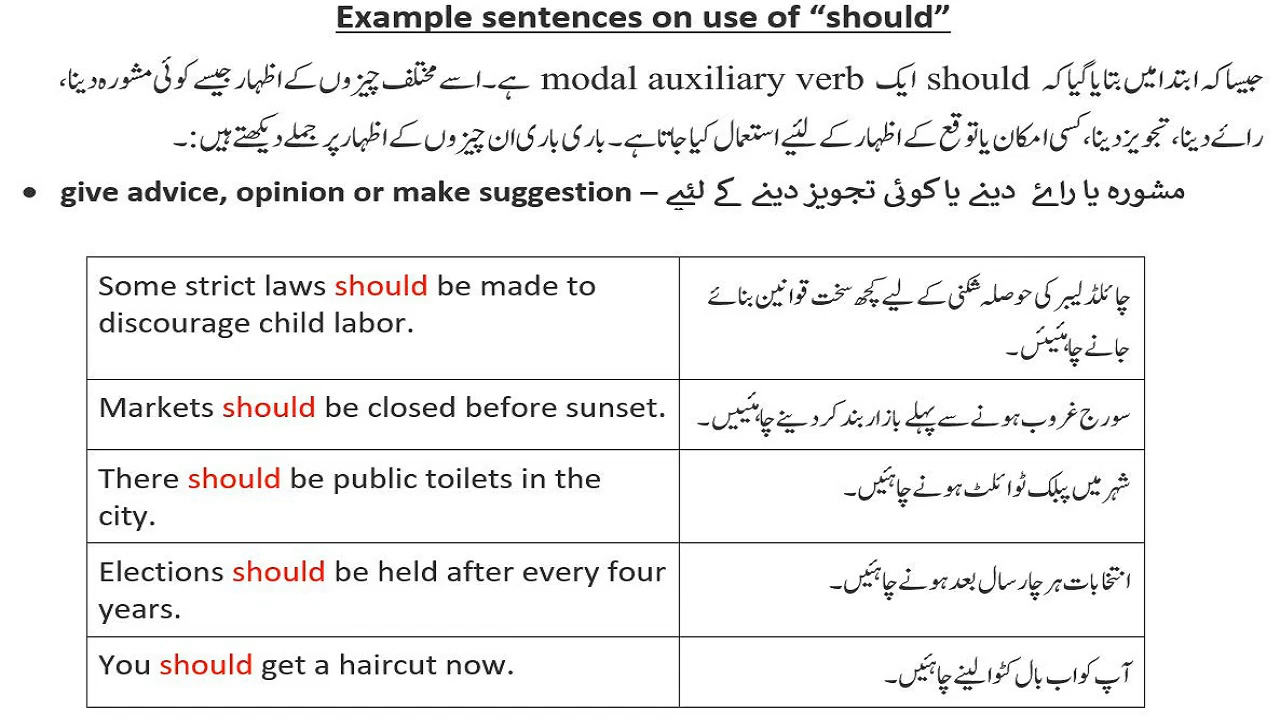 Example sentences on use of “should”
جیسا کہ ابتدا میں بتایا گیا کہ should ایک modal auxiliary verb ہے۔ اسے مختلف چیزوں کے اظہار جیسے کوئی مشورہ دینا،
رائے دینا، تجویز دینا، کسی امکان یا توقع کے اظہار کے لئیے استعمال کیا جاتا ہے۔ باری باری ان چیزوں کے اظہار پر جملے دیکھتے ہیں:۔
• give advice, opinion or make suggestion – مشورہ یا راۓ دینے یا کوئی تجویز دینے کے لئیے
Some strict laws should be made to
discourage child labor.
چائلڈ لیبر کی حوصلہ شکنی کے لیے کچھ سخت قوانین بنائے
جانے چاہئیئں۔
Markets should be closed before sunset.
سورج غروب ہونے سے پہلے بازار بند کر دینے چاہئییں۔
There should be public toilets in the
city.
شہر میں پبلک ٹوائلٹ ہونے چاہئیں۔
Elections should be held after every four
years.
انتخابات ہر چار سال بعد ہونے چاہئیں۔
You should get a haircut now.
آپ کو اب بال کٹوا لینے چاہئیں۔